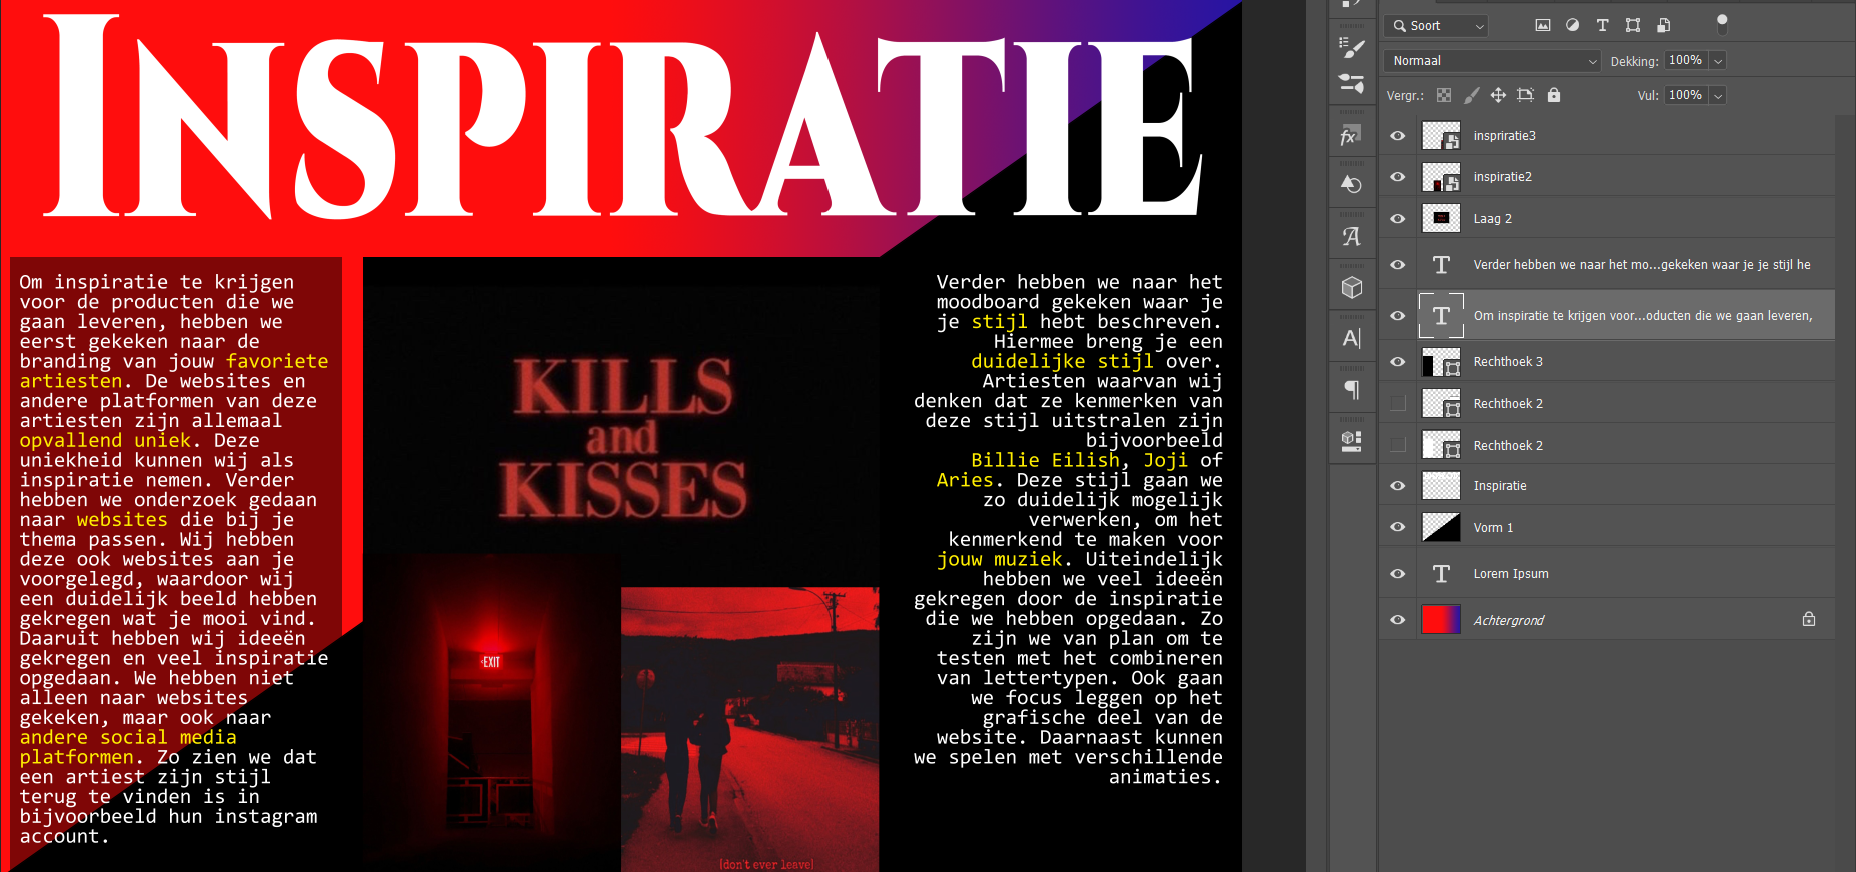 INSPIRATIE
Om inspiratie te krijgen
voor de producten die we
gaan leveren, hebben we
eerst gekeken naar de
branding van jouw favoriete
artiesten. De websites en
andere platformen van deze
artiesten zijn allemaal
opvallend uniek. Deze
uniekheid kunnen wij als
inspiratie nemen. Verder
hebben we onderzoek gedaan
naar websites die bij je
thema passen. Wij hebben
deze ook websites aan je
voorgelegd, waardoor wij
een duidelijk beeld hebben
gekregen wat je mooi vind.
Daaruit hebben wij ideeën
gekregen en veel inspiratie
opgedaan. We hebben niet
alleen naar websites
gekeken, maar ook naar
andere social media
platformen. Zo zien we dat
een artiest zijn stijl
terug te vinden is in
bijvoorbeeld hun instagram
account.
KILLS
and
KISSES
EXIT
[don't ever leave]
Verder hebben we naar het
moodboard gekeken waar je
je stijl hebt beschreven.
Hiermee breng je een
duidelijke stijl over.
Artiesten waarvan wij
denken dat ze kenmerken van
deze stijl uitstralen zijn
bijvoorbeeld
Billie Eilish, Joji of
Aries. Deze stijl gaan we
zo duidelijk mogelijk
verwerken, om het
kenmerkend te maken voor
jouw muziek. Uiteindelijk
hebben we veel ideeën
gekregen door de inspiratie
die we hebben opgedaan. Zo
zijn we van plan om te
testen met het combineren
van lettertypen. Ook gaan
we focus leggen op het
grafische deel van de
website. Daarnaast kunnen
we spelen met verschillende
animaties.
Soort
Normaal
Dekking: 100%
Vergr.:
Vul: 100%
inspriratie3
inspiratie2
Laag 2
Verder hebben we naar het mo...gekeken waar je je stijl he
Om inspiratie te krijgen voor...oducten die we gaan leveren,
Rechthoek 3
Rechthoek 2
Rechthoek 2
Inspiratie
Vorm 1
Lorem Ipsum
Achtergrond